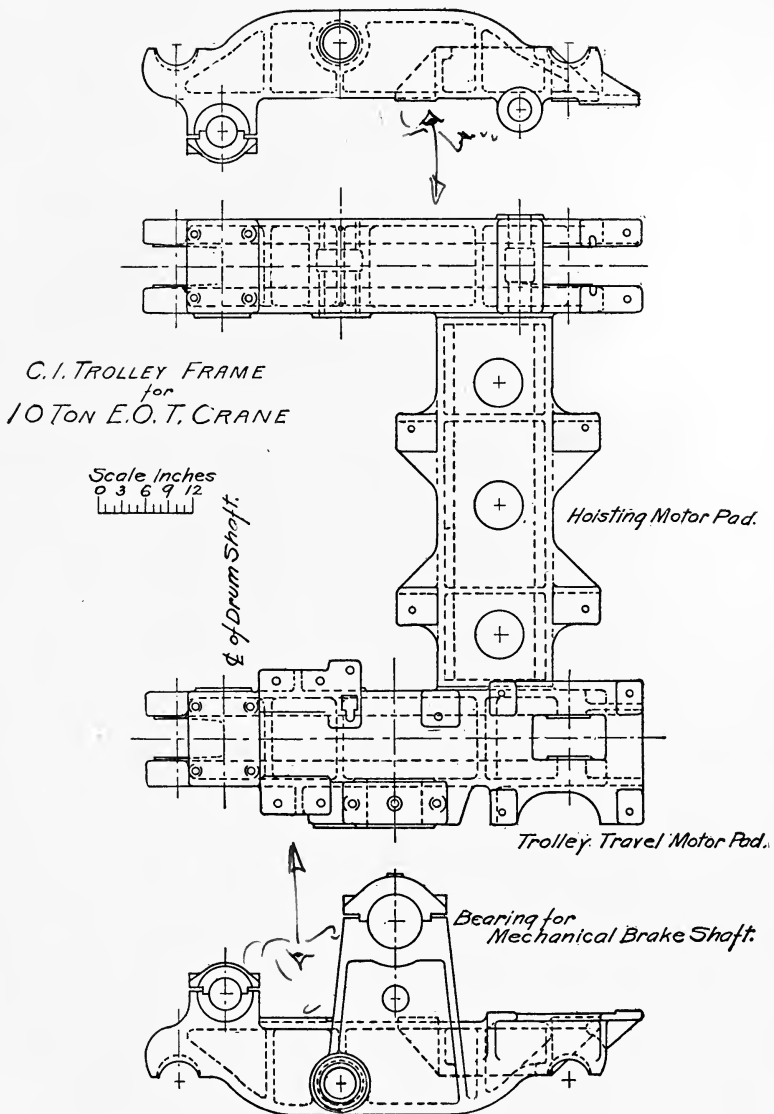 C.I. TROLLEY FRAME
for
10 TON E.O.T. CRANE
Scale Inches
0 3 6 9 12
℄ of Drum Shaft.
Hoisting Motor Pad.
Trolley Travel Motor Pad.
Bearing for
Mechanical Brake Shaft.